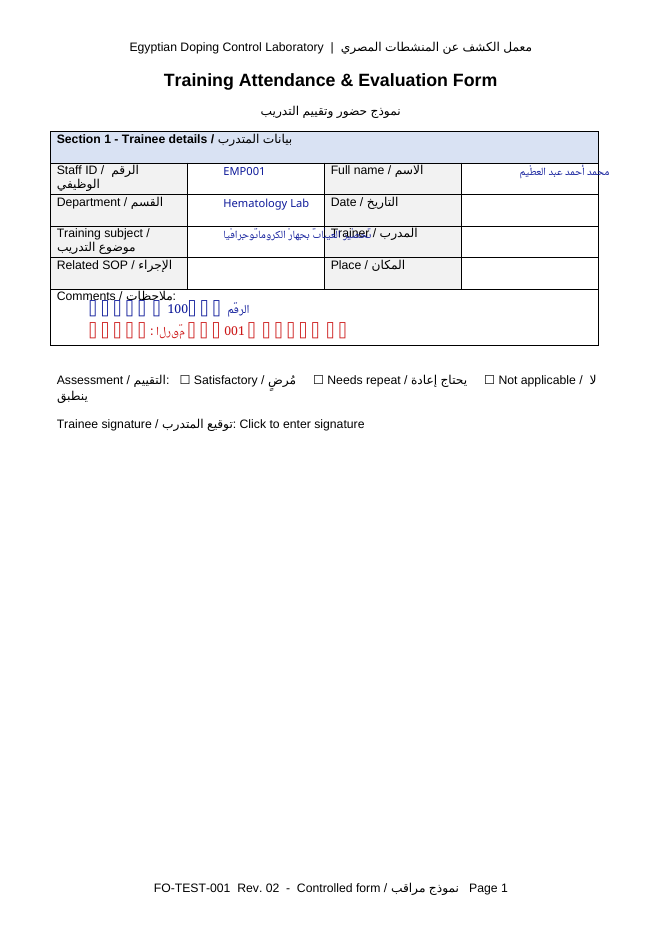 Egyptian Doping Control Laboratory | معمل الكشف عن المنشطات المصري
Training Attendance & Evaluation Form
نموذج حضور وتقييم التدريب
Section 1 - Trainee details / بيانات المتدرب
Staff ID / الرقم الوظيفي EMP001 Full name / الاسم محمد أحمد عبد العظيم
Department / القسم Hematology Lab Date / التاريخ
Training subject / موضوع التدريب Trainer / المدرب
Related SOP / الإجراء Place / المكان
Comments / ملاحظات:
100 الرقم
001
Assessment / التقييم: ☐ Satisfactory / مُرضٍ ☐ Needs repeat / يحتاج إعادة ☐ Not applicable / لا
ينطبق
Trainee signature / توقيع المتدرب: Click to enter signature
FO-TEST-001 Rev. 02 - Controlled form / نموذج مراقب Page 1